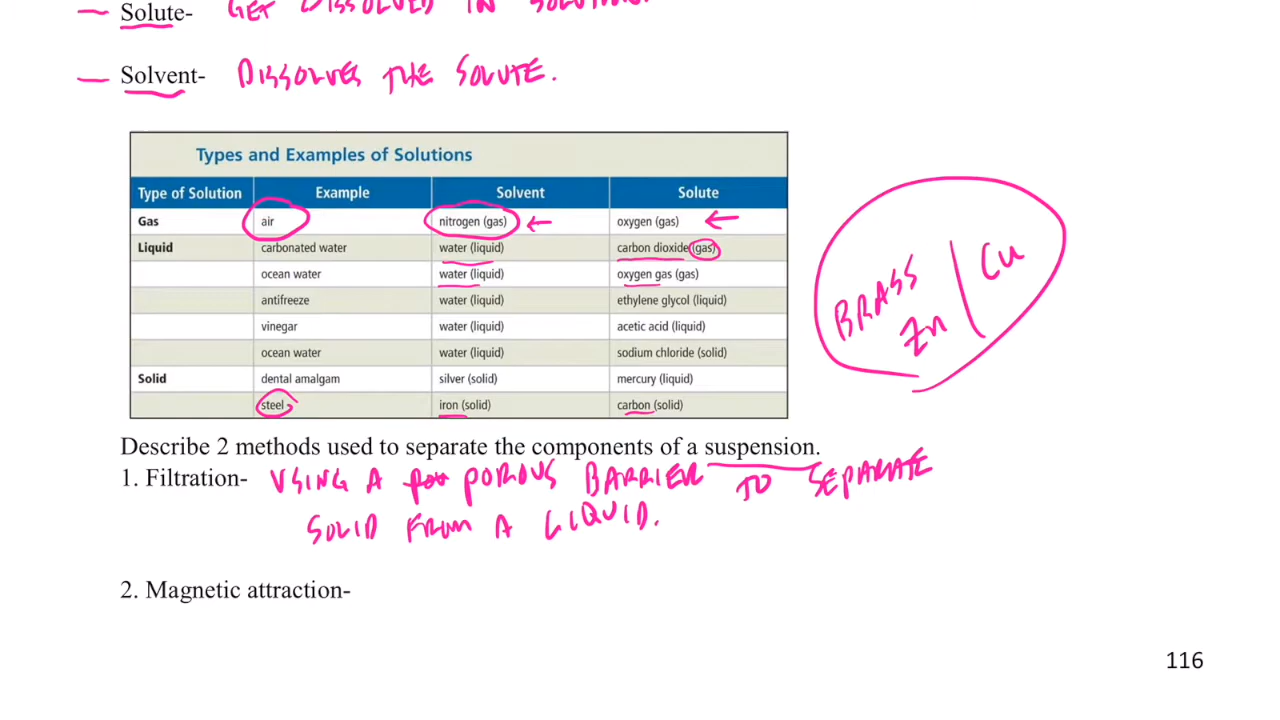 Solute- GET DISSOLVED IN
Solvent- DISSOLVES THE SOLUTE.
Types and Examples of Solutions
Type of Solution Example Solvent Solute
Gas air nitrogen (gas) oxygen (gas)
Liquid carbonated water water (liquid) carbon dioxide (gas)
ocean water water (liquid) oxygen gas (gas)
antifreeze water (liquid) ethylene glycol (liquid)
vinegar water (liquid) acetic acid (liquid)
ocean water water (liquid) sodium chloride (solid)
Solid dental amalgam silver (solid) mercury (liquid)
steel iron (solid) carbon (solid)
BRASS
Zn Cu
Describe 2 methods used to separate the components of a suspension.
1. Filtration- USING A POROUS BARRIER TO SEPARATE
SOLID FROM A LIQUID.
2. Magnetic attraction-
116